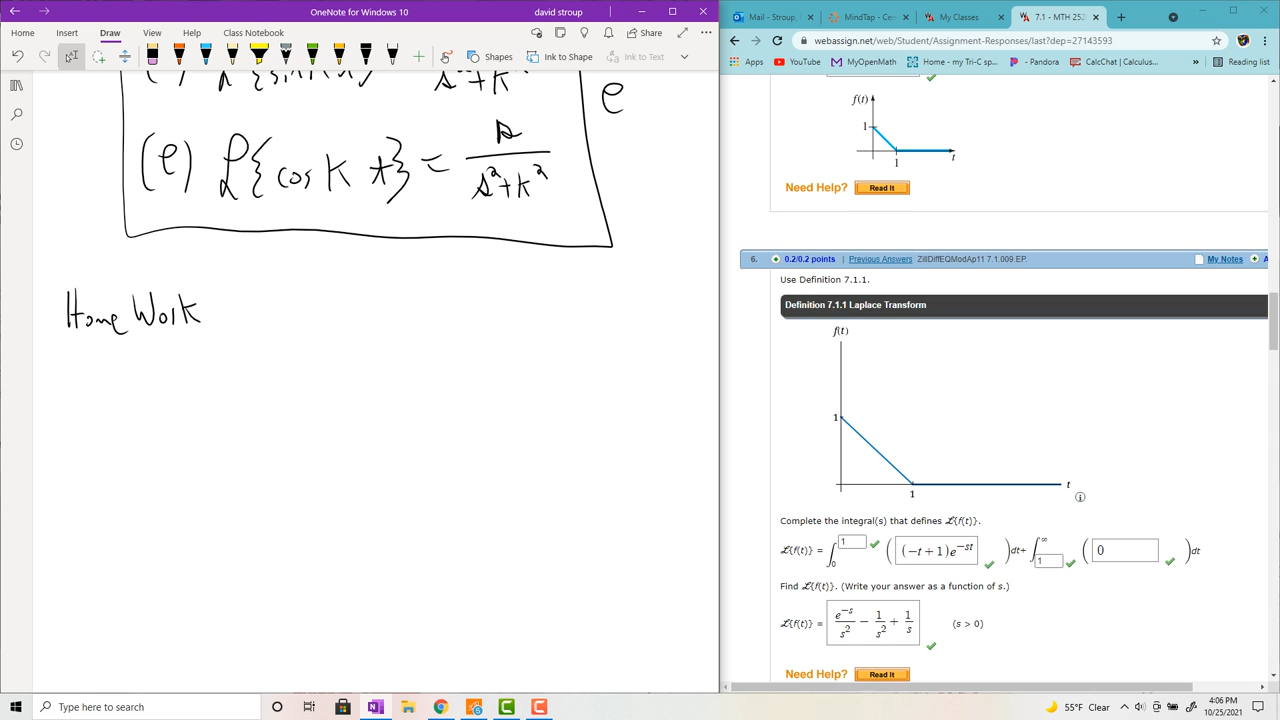 OneNote for Windows 10
david stroup
Home Insert Draw View Help Class Notebook
Share
Shapes Ink to Shape Ink to Text
s²+k²
e
(e) ℒ{cos k t} = s / s²+k²
Home Work
Mail - Stroup, MindTap - Cen My Classes 7.1 - MTH 253
webassign.net/web/Student/Assignment-Responses/last?dep=27143593
Apps YouTube MyOpenMath Home - my Tri-C sp - Pandora CalcChat | Calculus... Reading list
f(t)
1
1
t
Need Help? Read It
6. 0.2/0.2 points | Previous Answers ZillDiffEQModAp11 7.1.009.EP. My Notes
Use Definition 7.1.1.
Definition 7.1.1 Laplace Transform
f(t)
1
t
1
Complete the integral(s) that defines ℒ{f(t)}.
ℒ{f(t)} = ∫₀ 1 ( (−t+1)e^(−st) )dt+ ∫ 1 ∞ ( 0 )dt
Find ℒ{f(t)}. (Write your answer as a function of s.)
ℒ{f(t)} = e^(−s)/s² − 1/s² + 1/s (s > 0)
Need Help? Read It
Type here to search
55°F Clear
4:06 PM
10/25/2021